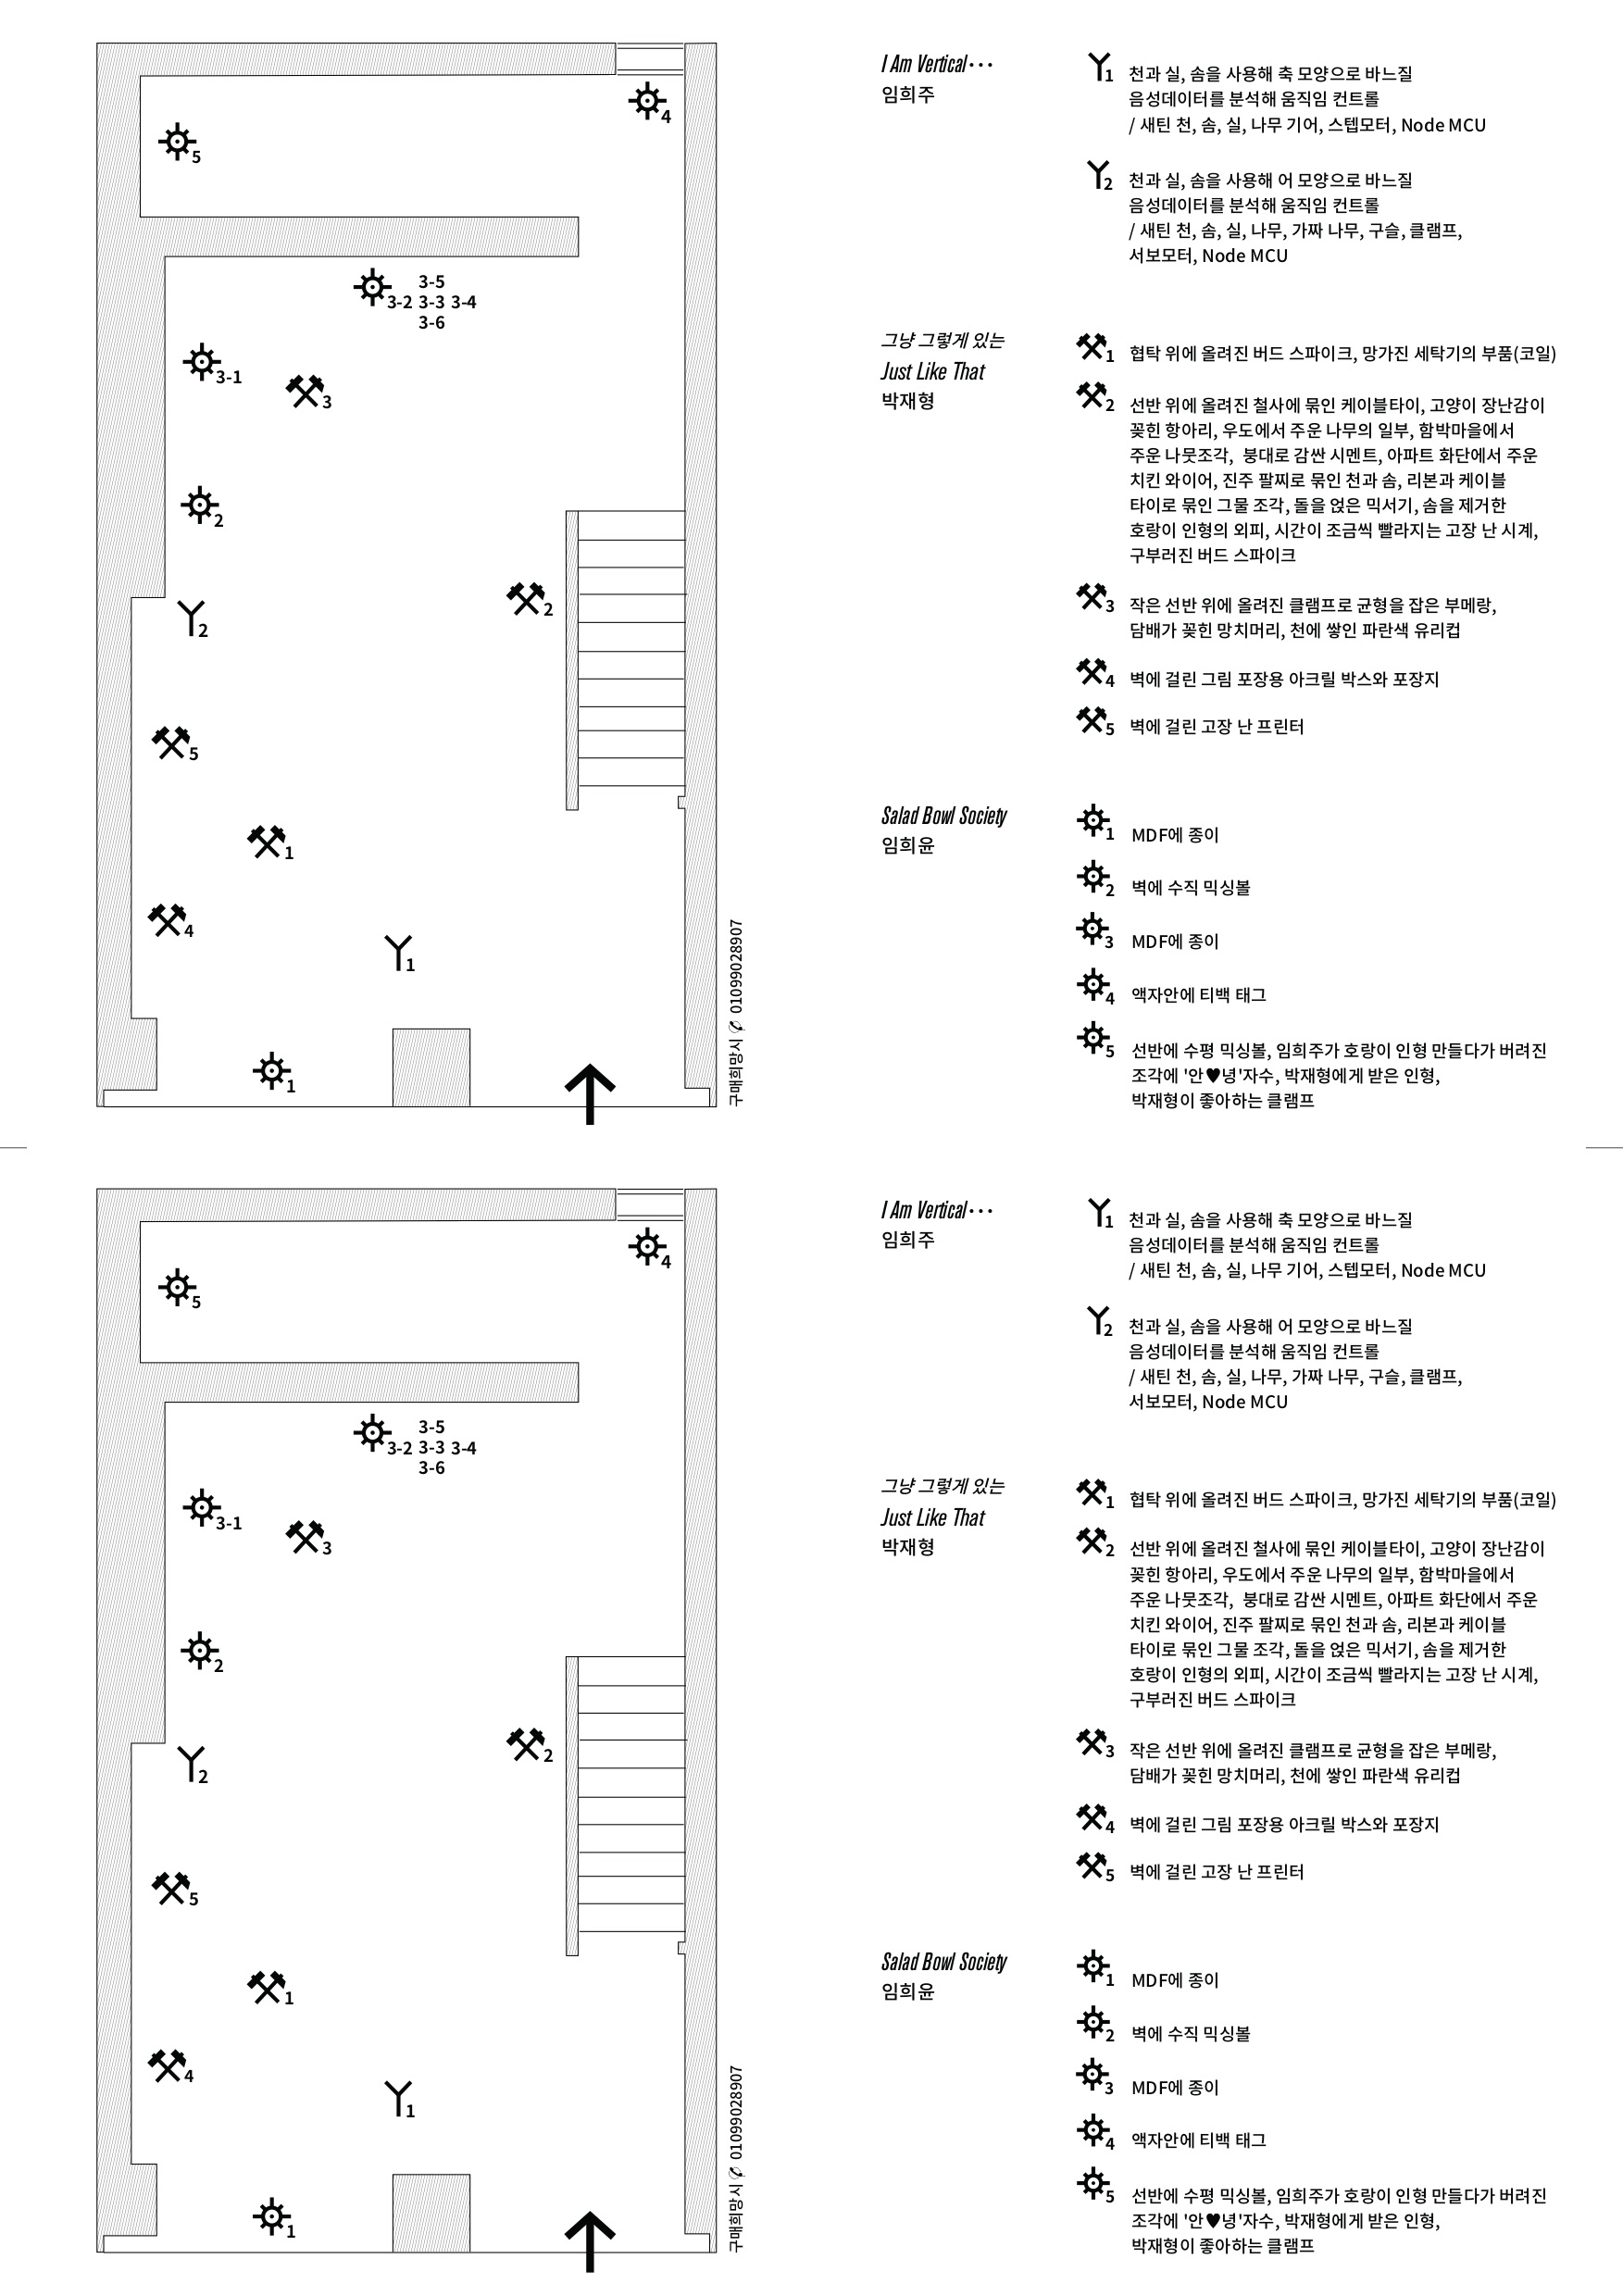 4
5
3-5
3-2 3-3 3-4
3-6
3-1
3
2
2
2
5
1
4
1
1
구매희망시 ✆ 01099028907
I Am Vertical···
임희주
1 천과 실, 솜을 사용해 축 모양으로 바느질
음성데이터를 분석해 움직임 컨트롤
/ 새틴 천, 솜, 실, 나무 기어, 스텝모터, Node MCU
2 천과 실, 솜을 사용해 어 모양으로 바느질
음성데이터를 분석해 움직임 컨트롤
/ 새틴 천, 솜, 실, 나무, 가짜 나무, 구슬, 클램프,
서보모터, Node MCU
그냥 그렇게 있는
Just Like That
박재형
1 협탁 위에 올려진 버드 스파이크, 망가진 세탁기의 부품(코일)
2 선반 위에 올려진 철사에 묶인 케이블타이, 고양이 장난감이
꽂힌 항아리, 우도에서 주운 나무의 일부, 함박마을에서
주운 나뭇조각, 붕대로 감싼 시멘트, 아파트 화단에서 주운
치킨 와이어, 진주 팔찌로 묶인 천과 솜, 리본과 케이블
타이로 묶인 그물 조각, 돌을 얹은 믹서기, 솜을 제거한
호랑이 인형의 외피, 시간이 조금씩 빨라지는 고장 난 시계,
구부러진 버드 스파이크
3 작은 선반 위에 올려진 클램프로 균형을 잡은 부메랑,
담배가 꽂힌 망치머리, 천에 쌓인 파란색 유리컵
4 벽에 걸린 그림 포장용 아크릴 박스와 포장지
5 벽에 걸린 고장 난 프린터
Salad Bowl Society
임희윤
1 MDF에 종이
2 벽에 수직 믹싱볼
3 MDF에 종이
4 액자안에 티백 태그
5 선반에 수평 믹싱볼, 임희주가 호랑이 인형 만들다가 버려진
조각에 '안♥녕'자수, 박재형에게 받은 인형,
박재형이 좋아하는 클램프
4
5
3-5
3-2 3-3 3-4
3-6
3-1
3
2
2
2
5
1
4
1
1
구매희망시 ✆ 01099028907
I Am Vertical···
임희주
1 천과 실, 솜을 사용해 축 모양으로 바느질
음성데이터를 분석해 움직임 컨트롤
/ 새틴 천, 솜, 실, 나무 기어, 스텝모터, Node MCU
2 천과 실, 솜을 사용해 어 모양으로 바느질
음성데이터를 분석해 움직임 컨트롤
/ 새틴 천, 솜, 실, 나무, 가짜 나무, 구슬, 클램프,
서보모터, Node MCU
그냥 그렇게 있는
Just Like That
박재형
1 협탁 위에 올려진 버드 스파이크, 망가진 세탁기의 부품(코일)
2 선반 위에 올려진 철사에 묶인 케이블타이, 고양이 장난감이
꽂힌 항아리, 우도에서 주운 나무의 일부, 함박마을에서
주운 나뭇조각, 붕대로 감싼 시멘트, 아파트 화단에서 주운
치킨 와이어, 진주 팔찌로 묶인 천과 솜, 리본과 케이블
타이로 묶인 그물 조각, 돌을 얹은 믹서기, 솜을 제거한
호랑이 인형의 외피, 시간이 조금씩 빨라지는 고장 난 시계,
구부러진 버드 스파이크
3 작은 선반 위에 올려진 클램프로 균형을 잡은 부메랑,
담배가 꽂힌 망치머리, 천에 쌓인 파란색 유리컵
4 벽에 걸린 그림 포장용 아크릴 박스와 포장지
5 벽에 걸린 고장 난 프린터
Salad Bowl Society
임희윤
1 MDF에 종이
2 벽에 수직 믹싱볼
3 MDF에 종이
4 액자안에 티백 태그
5 선반에 수평 믹싱볼, 임희주가 호랑이 인형 만들다가 버려진
조각에 '안♥녕'자수, 박재형에게 받은 인형,
박재형이 좋아하는 클램프